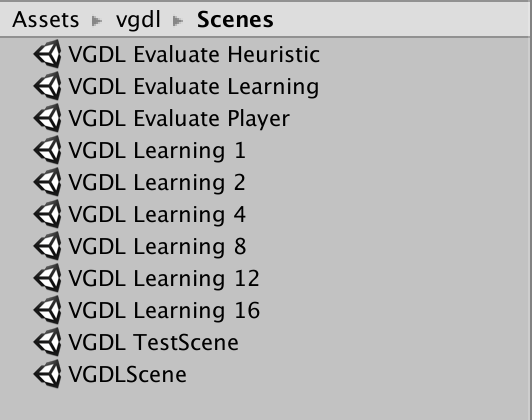 Assets ▸ vgdl ▸ Scenes
VGDL Evaluate Heuristic
VGDL Evaluate Learning
VGDL Evaluate Player
VGDL Learning 1
VGDL Learning 2
VGDL Learning 4
VGDL Learning 8
VGDL Learning 12
VGDL Learning 16
VGDL TestScene
VGDLScene